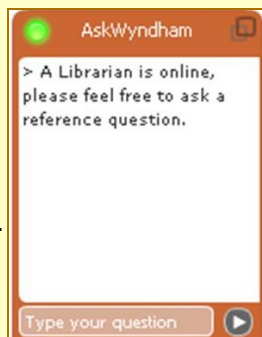 AskWyndham
> A Librarian is online,
please feel free to ask a
reference question.
Type your question